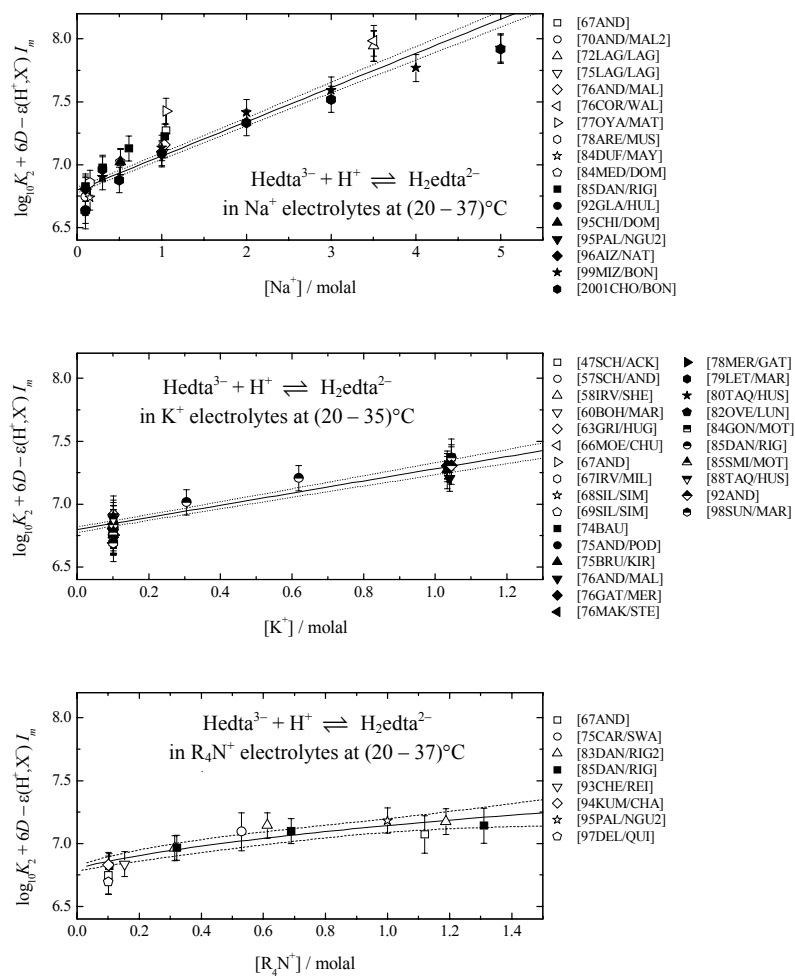 8.0
7.5
7.0
6.5
log₁₀K₂ + 6D – ε(H⁺,X⁻) Iₘ
Hedta³⁻ + H⁺ ⇌ H₂edta²⁻
in Na⁺ electrolytes at (20 – 37)°C
0 1 2 3 4 5
[Na⁺] / molal
[67AND]
[70AND/MAL2]
[72LAG/LAG]
[75LAG/LAG]
[76AND/MAL]
[76COR/WAL]
[77OYA/MAT]
[78ARE/MUS]
[84DUF/MAY]
[84MED/DOM]
[85DAN/RIG]
[92GLA/HUL]
[95CHI/DOM]
[95PAL/NGU2]
[96AIZ/NAT]
[99MIZ/BON]
[2001CHO/BON]
8.0
7.5
7.0
6.5
log₁₀K₂ + 6D – ε(H⁺,X⁻) Iₘ
Hedta³⁻ + H⁺ ⇌ H₂edta²⁻
in K⁺ electrolytes at (20 – 35)°C
0.0 0.2 0.4 0.6 0.8 1.0 1.2
[K⁺] / molal
[47SCH/ACK]
[57SCH/AND]
[58IRV/SHE]
[60BOH/MAR]
[63GRI/HUG]
[66MOE/CHU]
[67AND]
[67IRV/MIL]
[68SIL/SIM]
[69SIL/SIM]
[74BAU]
[75AND/POD]
[75BRU/KIR]
[76AND/MAL]
[76GAT/MER]
[76MAK/STE]
[78MER/GAT]
[79LET/MAR]
[80TAQ/HUS]
[82OVE/LUN]
[84GON/MOT]
[85DAN/RIG]
[85SMI/MOT]
[88TAQ/HUS]
[92AND]
[98SUN/MAR]
8.0
7.5
7.0
6.5
log₁₀K₂ + 6D – ε(H⁺,X⁻) Iₘ
Hedta³⁻ + H⁺ ⇌ H₂edta²⁻
in R₄N⁺ electrolytes at (20 – 37)°C
0.0 0.2 0.4 0.6 0.8 1.0 1.2 1.4
[R₄N⁺] / molal
[67AND]
[75CAR/SWA]
[83DAN/RIG2]
[85DAN/RIG]
[93CHE/REI]
[94KUM/CHA]
[95PAL/NGU2]
[97DEL/QUI]